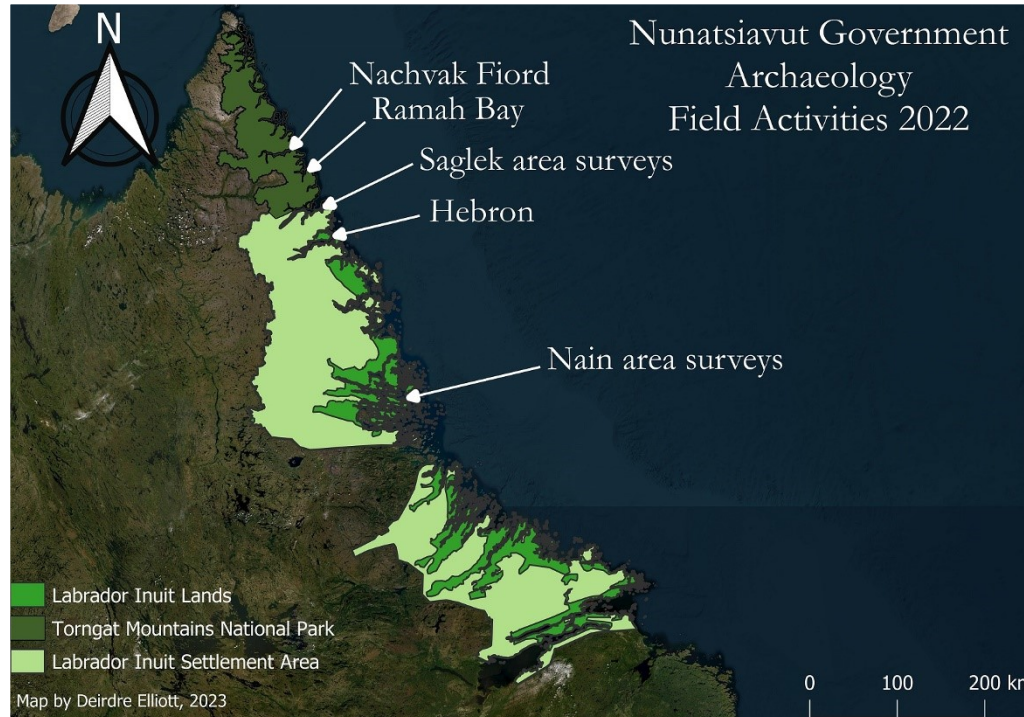 N
Nunatsiavut Government
Archaeology
Field Activities 2022
Nachvak Fiord
Ramah Bay
Saglek area surveys
Hebron
Nain area surveys
Labrador Inuit Lands
Torngat Mountains National Park
Labrador Inuit Settlement Area
Map by Deirdre Elliott, 2023
0 100 200 km